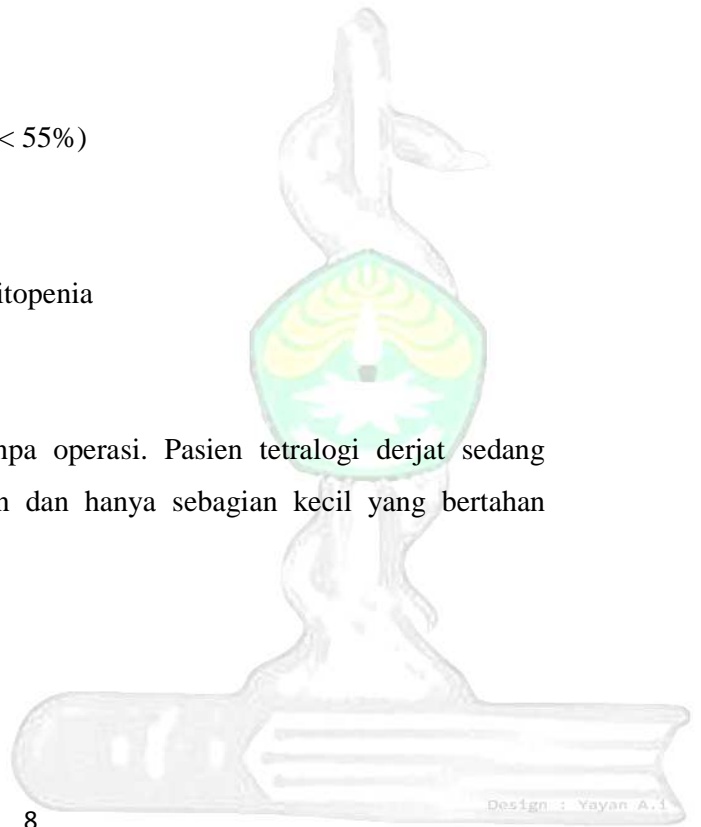 < 55%)
itopenia
npa operasi. Pasien tetralogi derjat sedang
n dan hanya sebagian kecil yang bertahan
Design : Yayan A.i
8